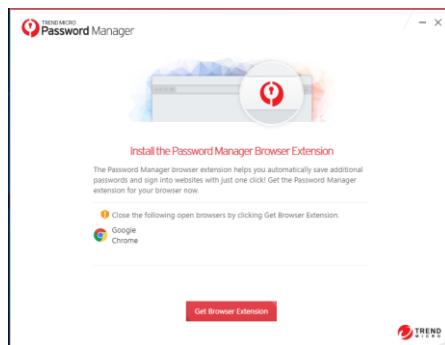 TREND MICRO
Password Manager
Install the Password Manager Browser Extension
The Password Manager browser extension helps you automatically save additional
passwords and sign into websites with just one click! Get the Password Manager
extension for your browser now.
Close the following open browsers by clicking Get Browser Extension.
Google
Chrome
Get Browser Extension
TREND
MICRO